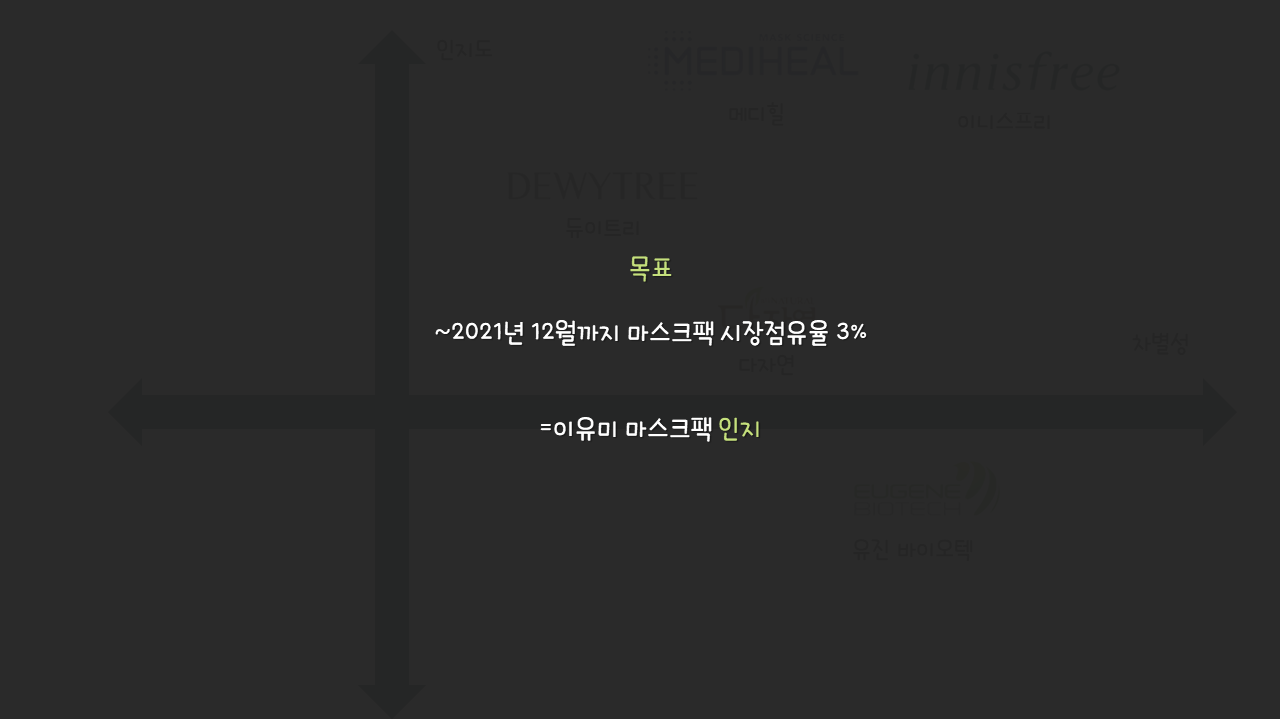 인지도
MEDIHEAL
innisfree
메디힐
이니스프리
DEWYTREE
듀이트리
목표
~2021년 12월까지 마스크팩 시장점유율 3%
차별성
다자연
=이유미 마스크팩 인지
EUGENE
BIOTECH
유진 바이오텍